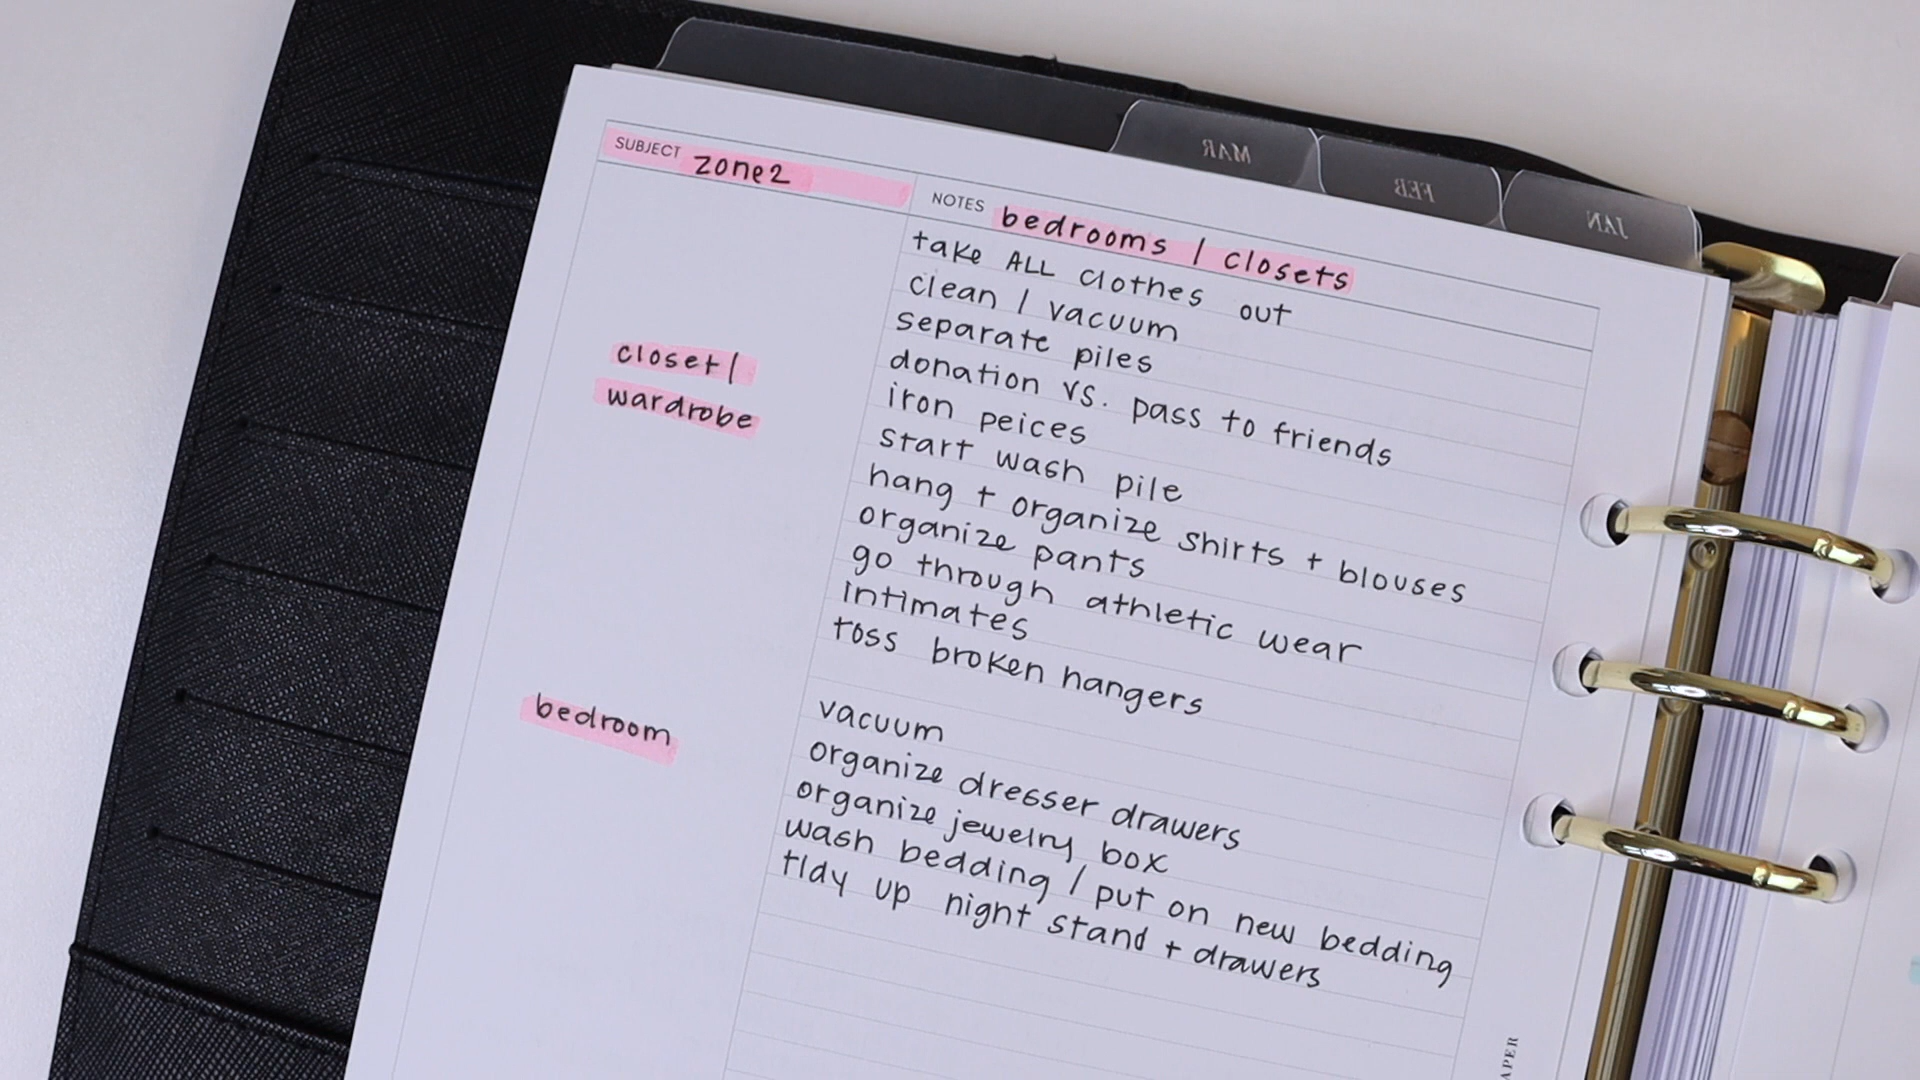 MAR
FEB
JAN
SUBJECT zone2
NOTES bedrooms / closets
take ALL clothes out
clean / vacuum
separate piles
closet/
wardrobe
donation vs. pass to friends
iron peices
start wash pile
hang + organize shirts + blouses
organize pants
go through athletic wear
intimates
toss broken hangers
bedroom
vacuum
organize dresser drawers
organize jewelry box
wash bedding / put on new bedding
tidy up night stand + drawers